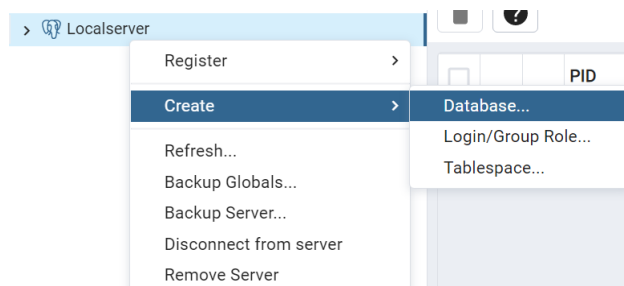 Localserver
Register
PID
Create
Database...
Login/Group Role...
Refresh...
Tablespace...
Backup Globals...
Backup Server...
Disconnect from server
Remove Server